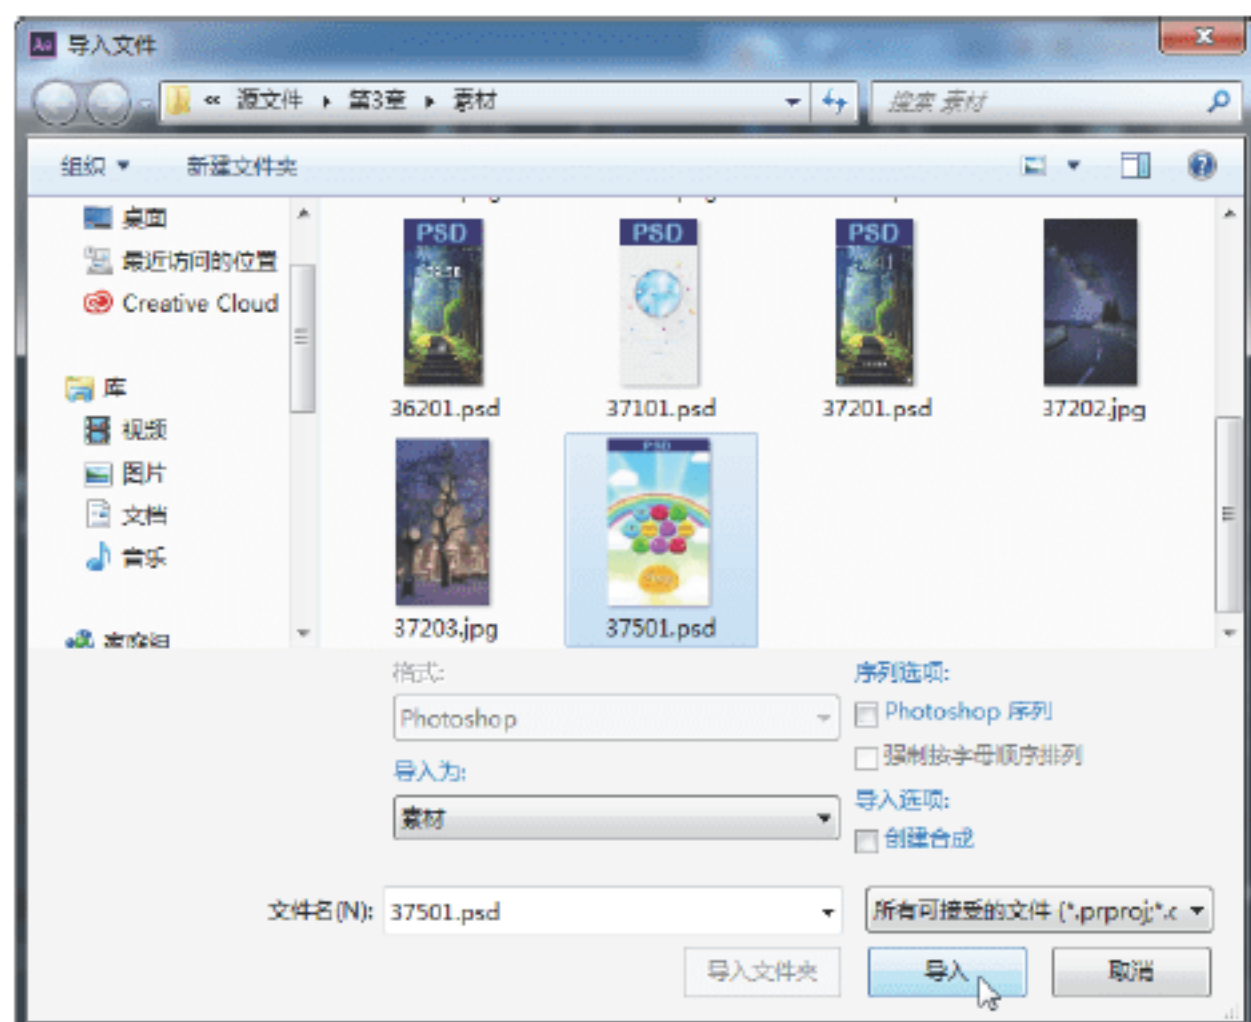 Ae 导入文件
« 源文件 ▸ 第3章 ▸ 素材
搜索 素材
组织 新建文件夹
桌面
最近访问的位置
Creative Cloud
库
视频
图片
文档
音乐
家庭组
PSD PSD PSD
36201.psd 37101.psd 37201.psd 37202.jpg
PSD
37203.jpg 37501.psd
格式:
Photoshop
导入为:
素材
序列选项:
Photoshop 序列
强制按字母顺序排列
导入选项:
创建合成
文件名(N): 37501.psd 所有可接受的文件 (*.prproj;*.c
导入文件夹 导入 取消